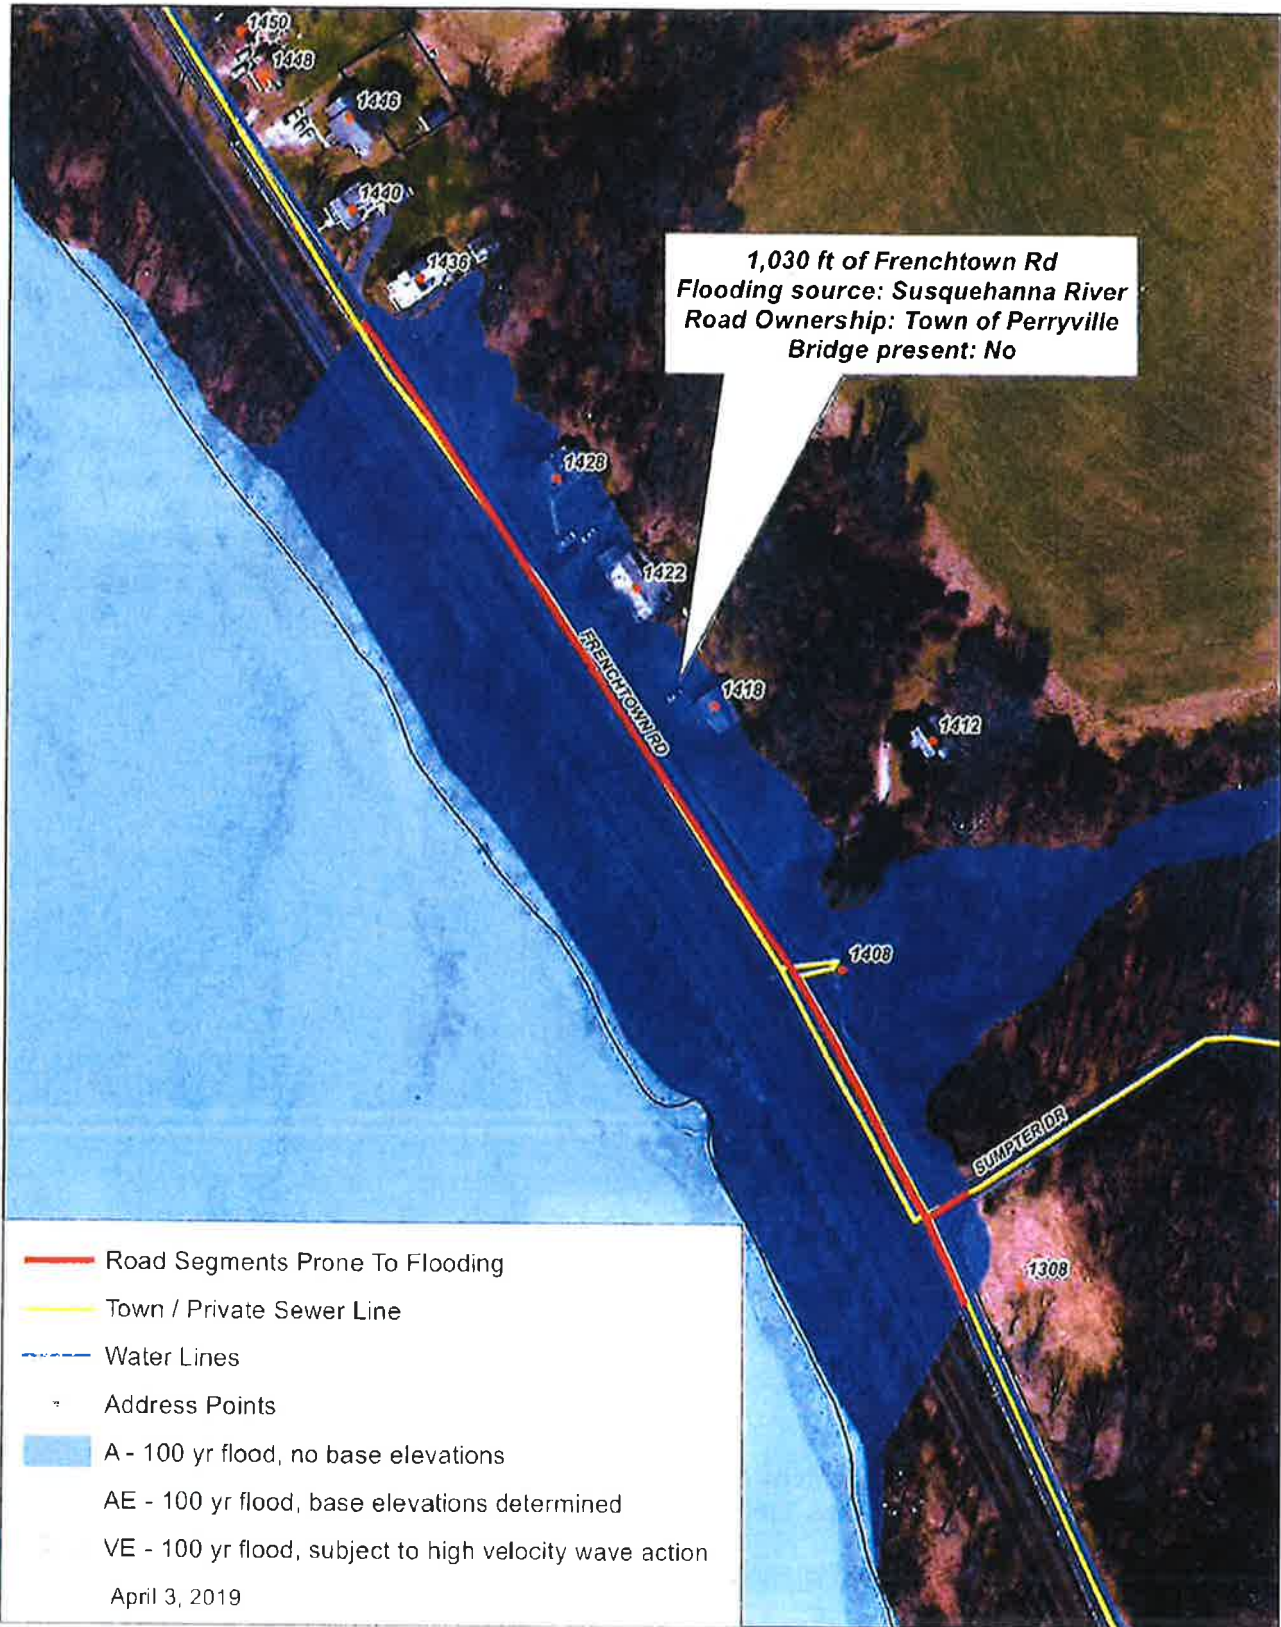 1450
1448
1446
1440
1436
1,030 ft of Frenchtown Rd
Flooding source: Susquehanna River
Road Ownership: Town of Perryville
Bridge present: No
1428
1422
FRENCHTOWN RD
1418
1412
1408
SUMPTER DR
1308
Road Segments Prone To Flooding
Town / Private Sewer Line
Water Lines
Address Points
A - 100 yr flood, no base elevations
AE - 100 yr flood, base elevations determined
VE - 100 yr flood, subject to high velocity wave action
April 3, 2019